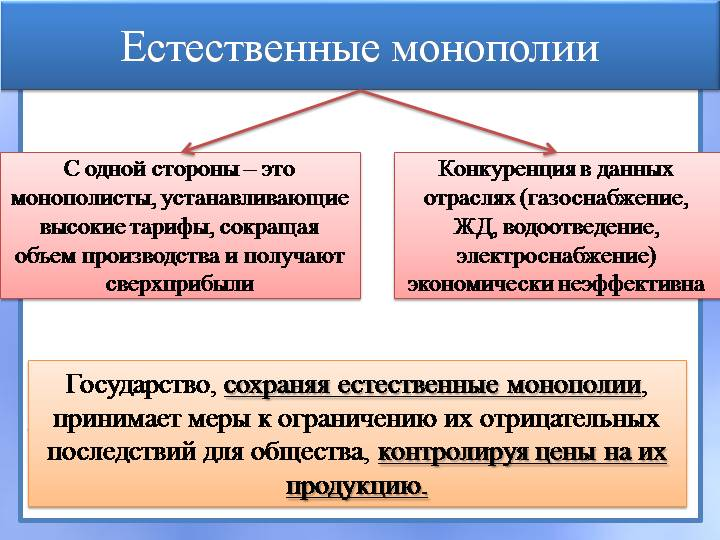 Естественные монополии
С одной стороны – это
монополисты, устанавливающие
высокие тарифы, сокращая
объем производства и получают
сверхприбыли
Конкуренция в данных
отраслях (газоснабжение,
ЖД, водоотведение,
электроснабжение)
экономически неэффективна
Государство, сохраняя естественные монополии,
принимает меры к ограничению их отрицательных
последствий для общества, контролируя цены на их
продукцию.